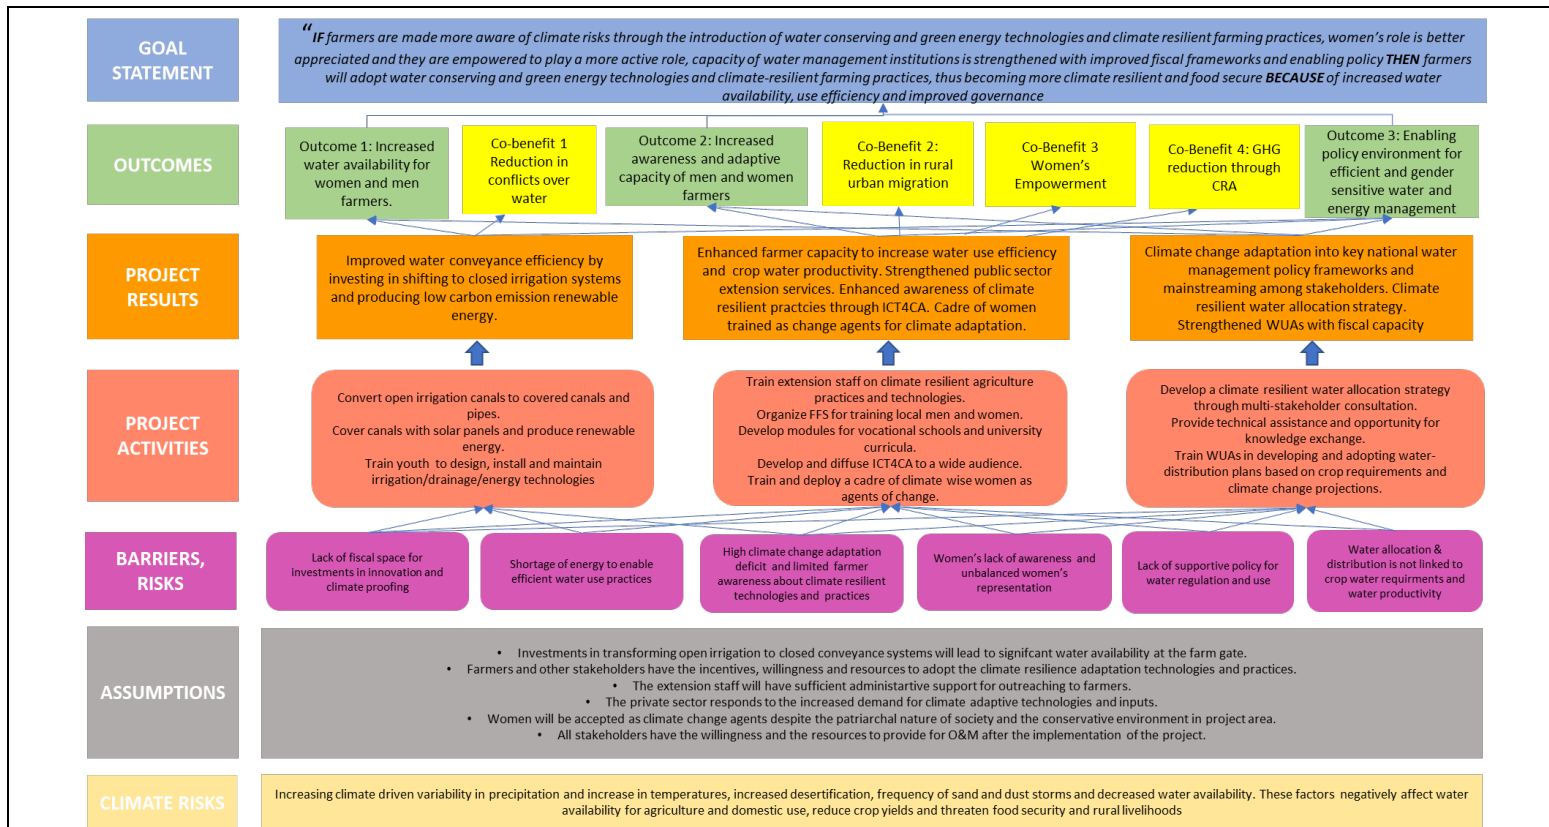 GOAL
STATEMENT
“IF farmers are made more aware of climate risks through the introduction of water conserving and green energy technologies and climate resilient farming practices, women’s role is better
appreciated and they are empowered to play a more active role, capacity of water management institutions is strengthened with improved fiscal frameworks and enabling policy THEN farmers
will adopt water conserving and green energy technologies and climate-resilient farming practices, thus becoming more climate resilient and food secure BECAUSE of increased water
availability, use efficiency and improved governance
OUTCOMES
Outcome 1: Increased
water availability for
women and men
farmers.
Co-benefit 1
Reduction in
conflicts over
water
Outcome 2: Increased
awareness and adaptive
capacity of men and women
farmers
Co-Benefit 2:
Reduction in rural
urban migration
Co-Benefit 3
Women’s
Empowerment
Co-Benefit 4: GHG
reduction through
CRA
Outcome 3: Enabling
policy environment for
efficient and gender
sensitive water and
energy management
PROJECT
RESULTS
Improved water conveyance efficiency by
investing in shifting to closed irrigation systems
and producing low carbon emission renewable
energy.
Enhanced farmer capacity to increase water use efficiency
and crop water productivity. Strengthened public sector
extension services. Enhanced awareness of climate
resilient practcies through ICT4CA. Cadre of women
trained as change agents for climate adaptation.
Climate change adaptation into key national water
management policy frameworks and
mainstreaming among stakeholders. Climate
resilient water allocation strategy.
Strengthened WUAs with fiscal capacity
PROJECT
ACTIVITIES
Convert open irrigation canals to covered canals and
pipes.
Cover canals with solar panels and produce renewable
energy.
Train youth to design, install and maintain
irrigation/drainage/energy technologies
Train extension staff on climate resilient agriculture
practices and technologies.
Organize FFS for training local men and women.
Develop modules for vocational schools and university
curricula.
Develop and diffuse ICT4CA to a wide audience.
Train and deploy a cadre of climate wise women as
agents of change.
Develop a climate resilient water allocation strategy
through multi-stakeholder consultation.
Provide technical assistance and opportunity for
knowledge exchange.
Train WUAs in developing and adopting water-
distribution plans based on crop requirements and
climate change projections.
BARRIERS,
RISKS
Lack of fiscal space for
investments in innovation and
climate proofing
Shortage of energy to enable
efficient water use practices
High climate change adaptation
deficit and limited farmer
awareness about climate resilient
technologies and practices
Women’s lack of awareness and
unbalanced women’s
representation
Lack of supportive policy for
water regulation and use
Water allocation &
distribution is not linked to
crop water requirments and
water productivity
ASSUMPTIONS
• Investments in transforming open irrigation to closed conveyance systems will lead to signifcant water availability at the farm gate.
• Farmers and other stakeholders have the incentives, willingness and resources to adopt the climate resilience adaptation technologies and practices.
• The extension staff will have sufficient administartive support for outreaching to farmers.
• The private sector responds to the increased demand for climate adaptive technologies and inputs.
• Women will be accepted as climate change agents despite the patriarchal nature of society and the conservative environment in project area.
• All stakeholders have the willingness and the resources to provide for O&M after the implementation of the project.
CLIMATE RISKS
Increasing climate driven variability in precipitation and increase in temperatures, increased desertification, frequency of sand and dust storms and decreased water availability. These factors negatively affect water
availability for agriculture and domestic use, reduce crop yields and threaten food security and rural livelihoods